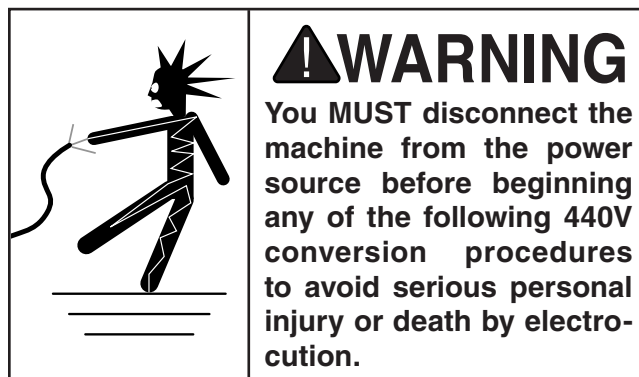 WARNING
You MUST disconnect the
machine from the power
source before beginning
any of the following 440V
conversion procedures
to avoid serious personal
injury or death by electro-
cution.